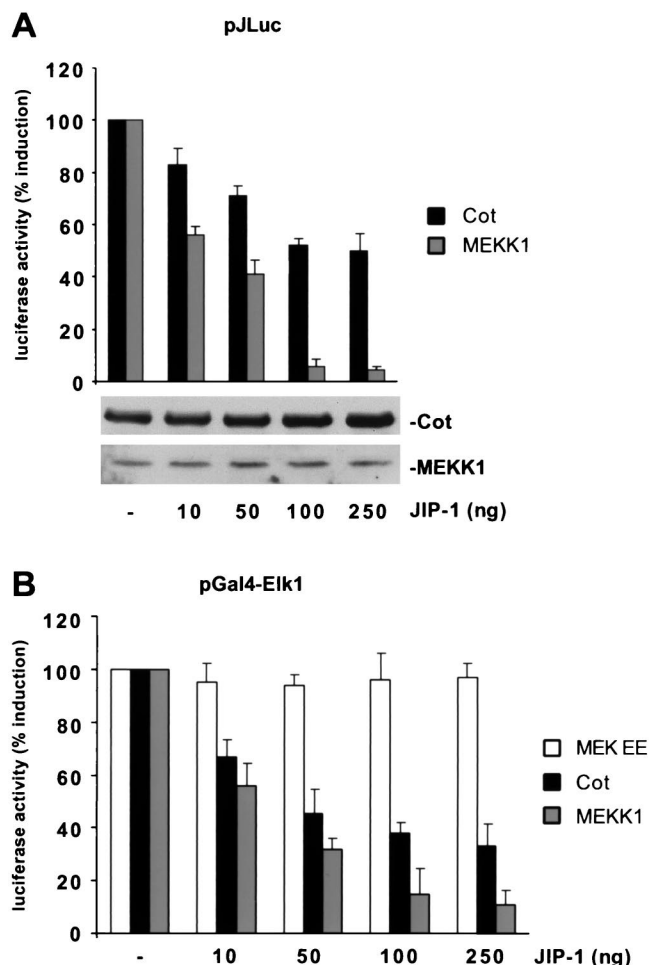 A
pJLuc
luciferase activity (% induction)
120
100
80
60
40
20
0
Cot
MEKK1
-Cot
-MEKK1
- 10 50 100 250 JIP-1 (ng)
B
pGal4-Elk1
luciferase activity (% induction)
120
100
80
60
40
20
0
MEK EE
Cot
MEKK1
- 10 50 100 250 JIP-1 (ng)